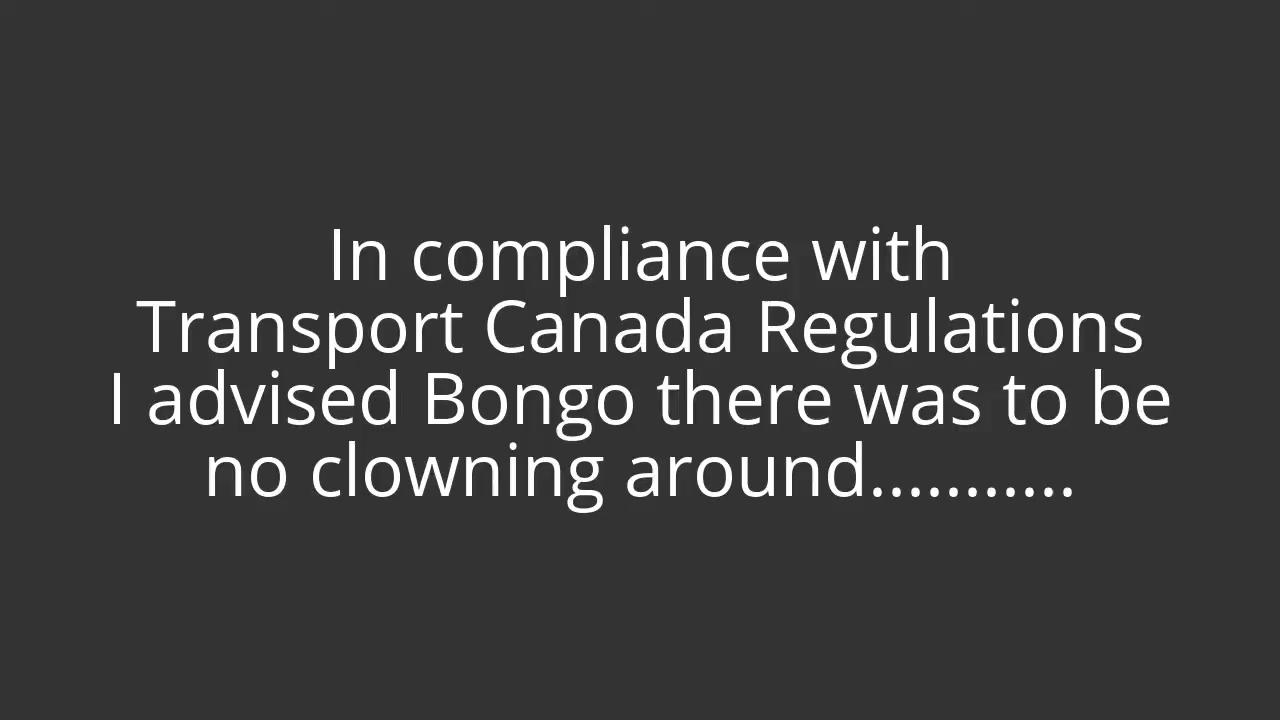 In compliance with
Transport Canada Regulations
I advised Bongo there was to be
no clowning around...........